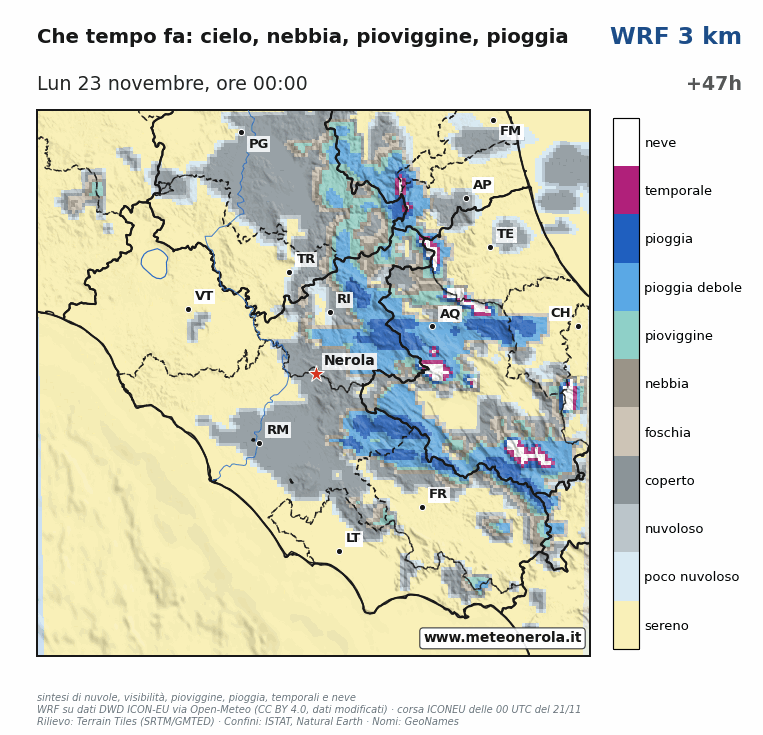 Che tempo fa: cielo, nebbia, pioviggine, pioggia
WRF 3 km
Lun 23 novembre, ore 00:00
+47h
FM
PG
AP
TE
TR
RI
VT
AQ
CH
Nerola
RM
FR
LT
www.meteonerola.it
neve
temporale
pioggia
pioggia debole
pioviggine
nebbia
foschia
coperto
nuvoloso
poco nuvoloso
sereno
sintesi di nuvole, visibilità, pioviggine, pioggia, temporali e neve
WRF su dati DWD ICON-EU via Open-Meteo (CC BY 4.0, dati modificati) · corsa ICONEU delle 00 UTC del 21/11
Rilievo: Terrain Tiles (SRTM/GMTED) · Confini: ISTAT, Natural Earth · Nomi: GeoNames